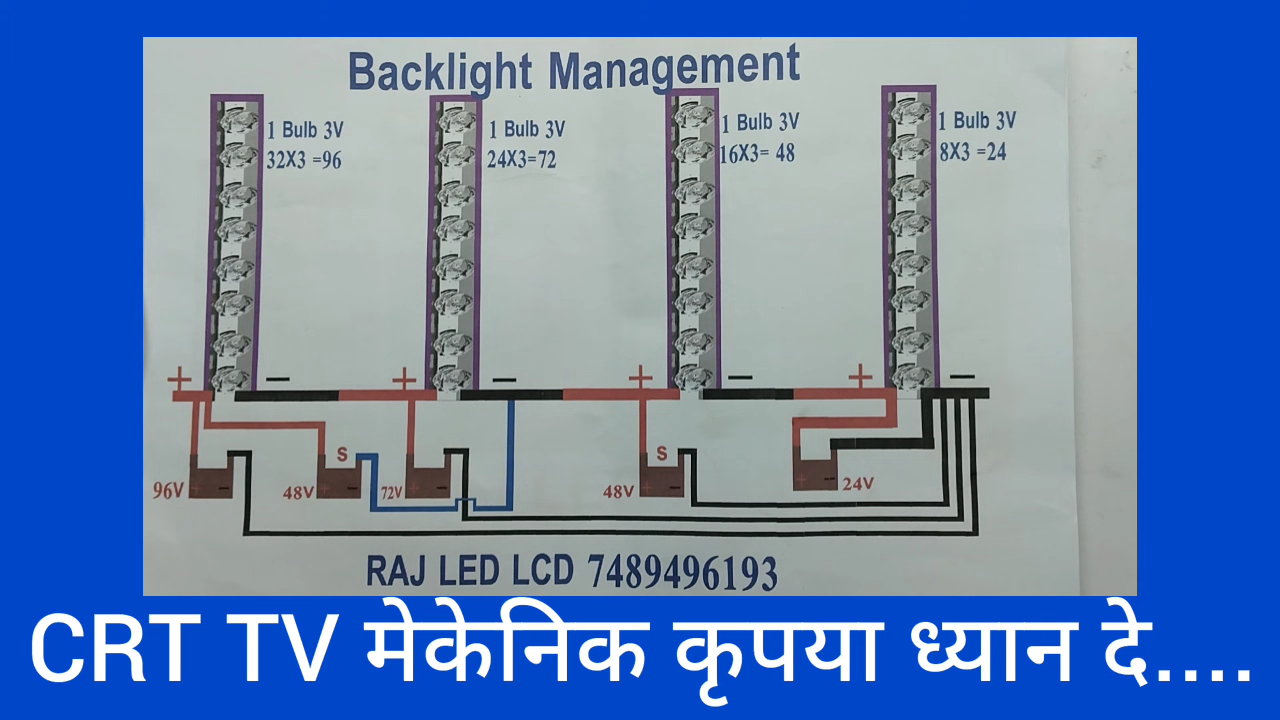 Backlight Management
1 Bulb 3V
32X3 =96
1 Bulb 3V
24X3=72
1 Bulb 3V
16X3= 48
1 Bulb 3V
8X3 =24
+ −
+ −
+ −
+ −
S
S
96V
48V
72V
48V
24V
RAJ LED LCD 7489496193
CRT TV मेकेनिक कृपया ध्यान दे....